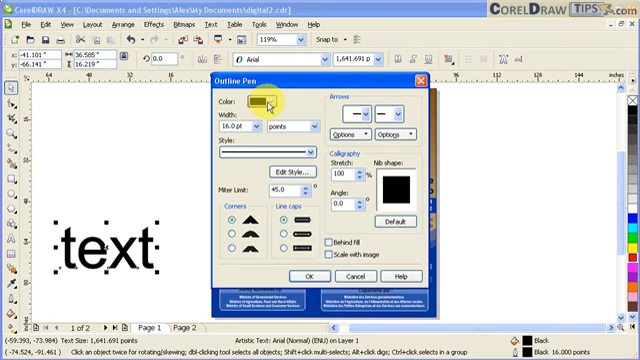 CorelDRAW X4 - [C:\Documents and Settings\Alex\My Documents\digital2.cdr]
CORELDRAW TIPS.com
File Edit View Layout Arrange Effects Bitmaps Text Table Tools Window Help
119% Snap to
-41.101 " 36.585 "
-66.141 " 16.219 "
0.0 °
Arial 1,641.691 p
Outline Pen
Color:
Width:
16.0 pt points
Style:
Edit Style...
Miter Limit: 45.0 °
Corners Line caps
Arrows
Options Options
Calligraphy
Stretch: Nib shape:
100 %
Angle:
0.0 °
Default
Behind fill
Scale with image
OK Cancel Help
text
Ministry of Government Services
1 of 2 Page 1 Page 2
(-59.393, -73.984) Text Size: 1,641.691 points Artistic Text: Arial (Normal) (ENU) on Layer 1 Black
(-74.524, -91.461) Click an object twice for rotating/skewing; dbl-clicking tool selects all objects; Shift+click multi-selects; Alt+click digs; Ctrl+click selects in a group Black 16.000 points